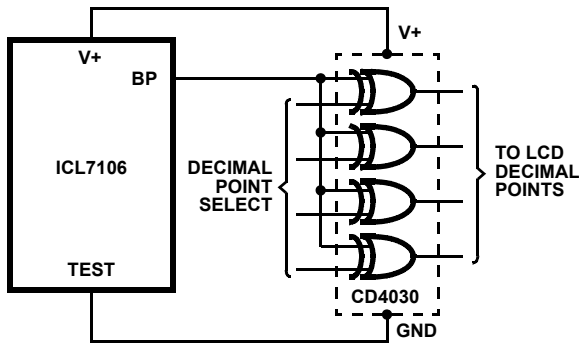 V+
V+
BP
ICL7106
DECIMAL
POINT
SELECT
TO LCD
DECIMAL
POINTS
TEST
CD4030
GND